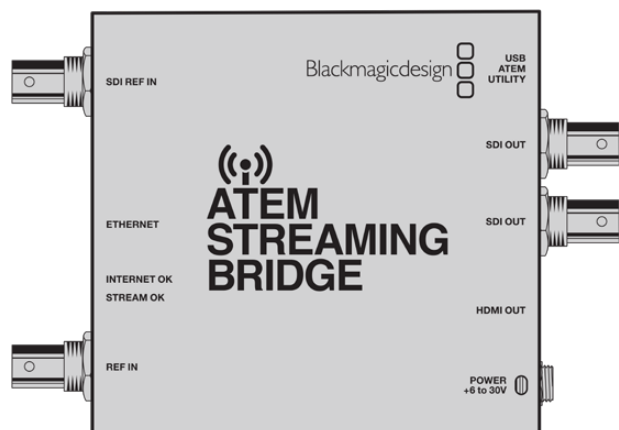 SDI REF IN
Blackmagicdesign
USB
ATEM
UTILITY
SDI OUT
ATEM
STREAMING
BRIDGE
ETHERNET
SDI OUT
INTERNET OK
STREAM OK
HDMI OUT
REF IN
POWER
+6 to 30V